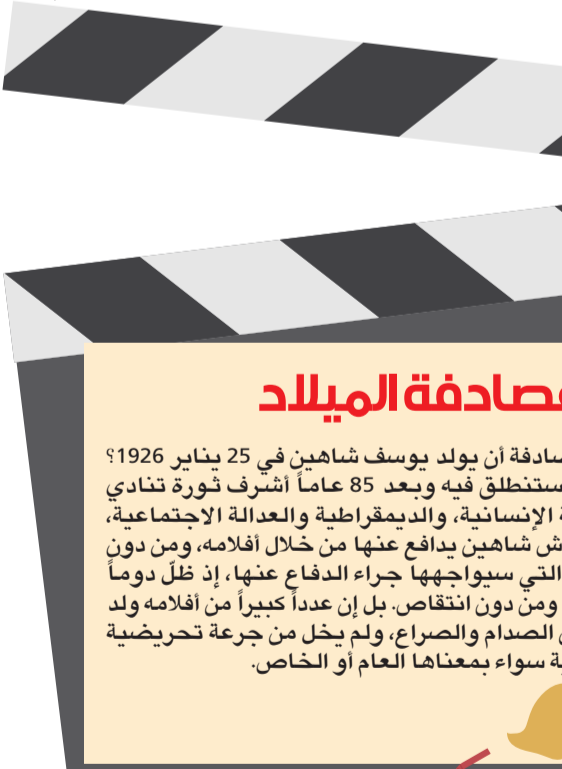 مصادفة الميلاد
أن يولد يوسف شاهين في 25 يناير 1926؟
ستنطلق فيه وبعد 85 عاماً أشرف ثورة تنادي
الإنسانية، والديمقراطية والعدالة الاجتماعية،
شاهين يدافع عنها من خلال أفلامه، ومن دون
التي سيواجهها جراء الدفاع عنها، إذ ظلّ دوماً
ومن دون انتقاص. بل إن عدداً كبيراً من أفلامه ولد
الصدام والصراع، ولم يخل من جرعة تحريضية
سواء بمعناها العام أو الخاص.